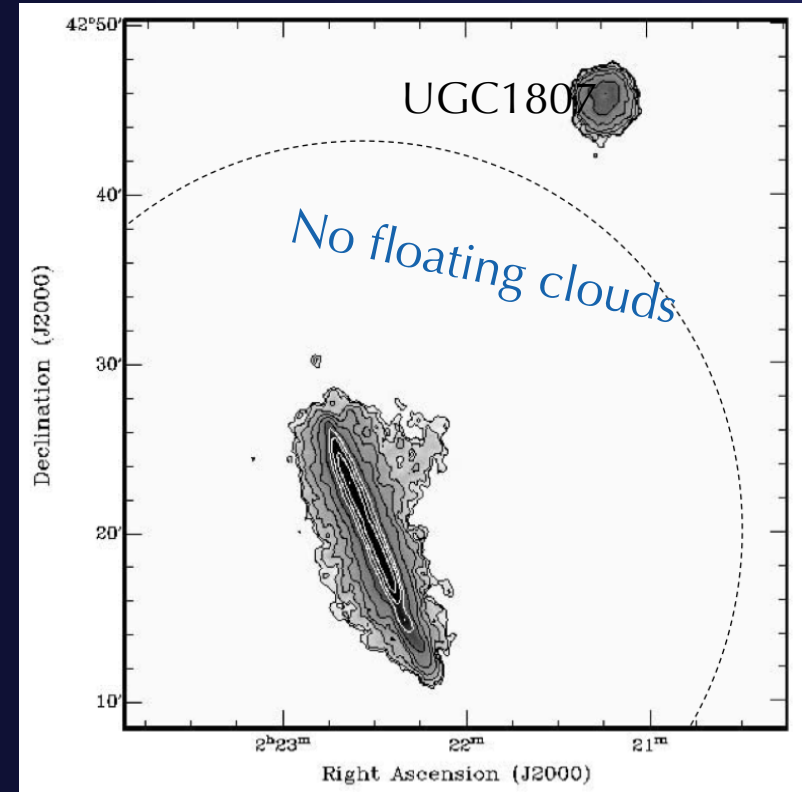 42°50′
UGC1807
40′
No floating clouds
Declination (J2000)
30′
20′
10′
2ʰ23ᵐ 22ᵐ 21ᵐ
Right Ascension (J2000)